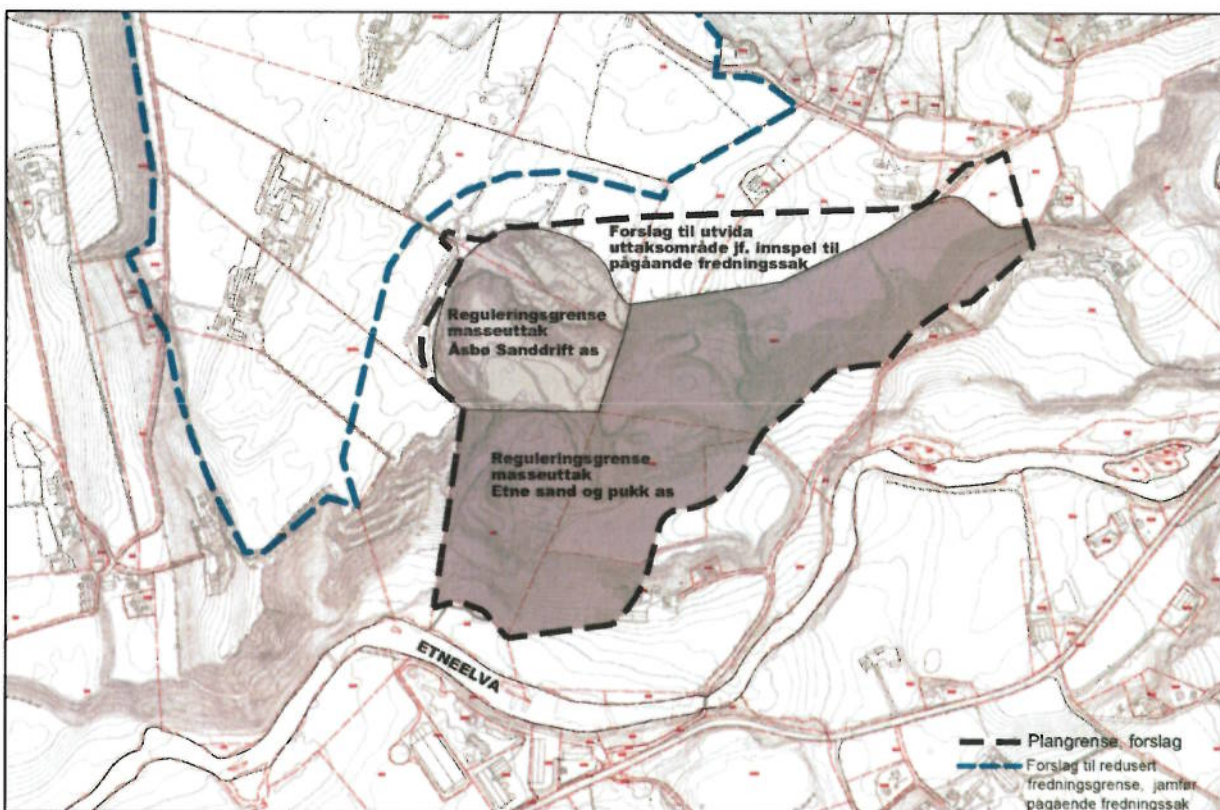 Forslag til utvida
uttaksområde jf. innspel til
pågåande fredningssak
Reguleringsgrense
masseuttak
Åsbø Sanddrift as
Reguleringsgrense
masseuttak
Etne sand og pukk as
ETNEELVA
Plangrense, forslag
Forslag til redusert
fredningsgrense, jamfør
pågående fredningssak